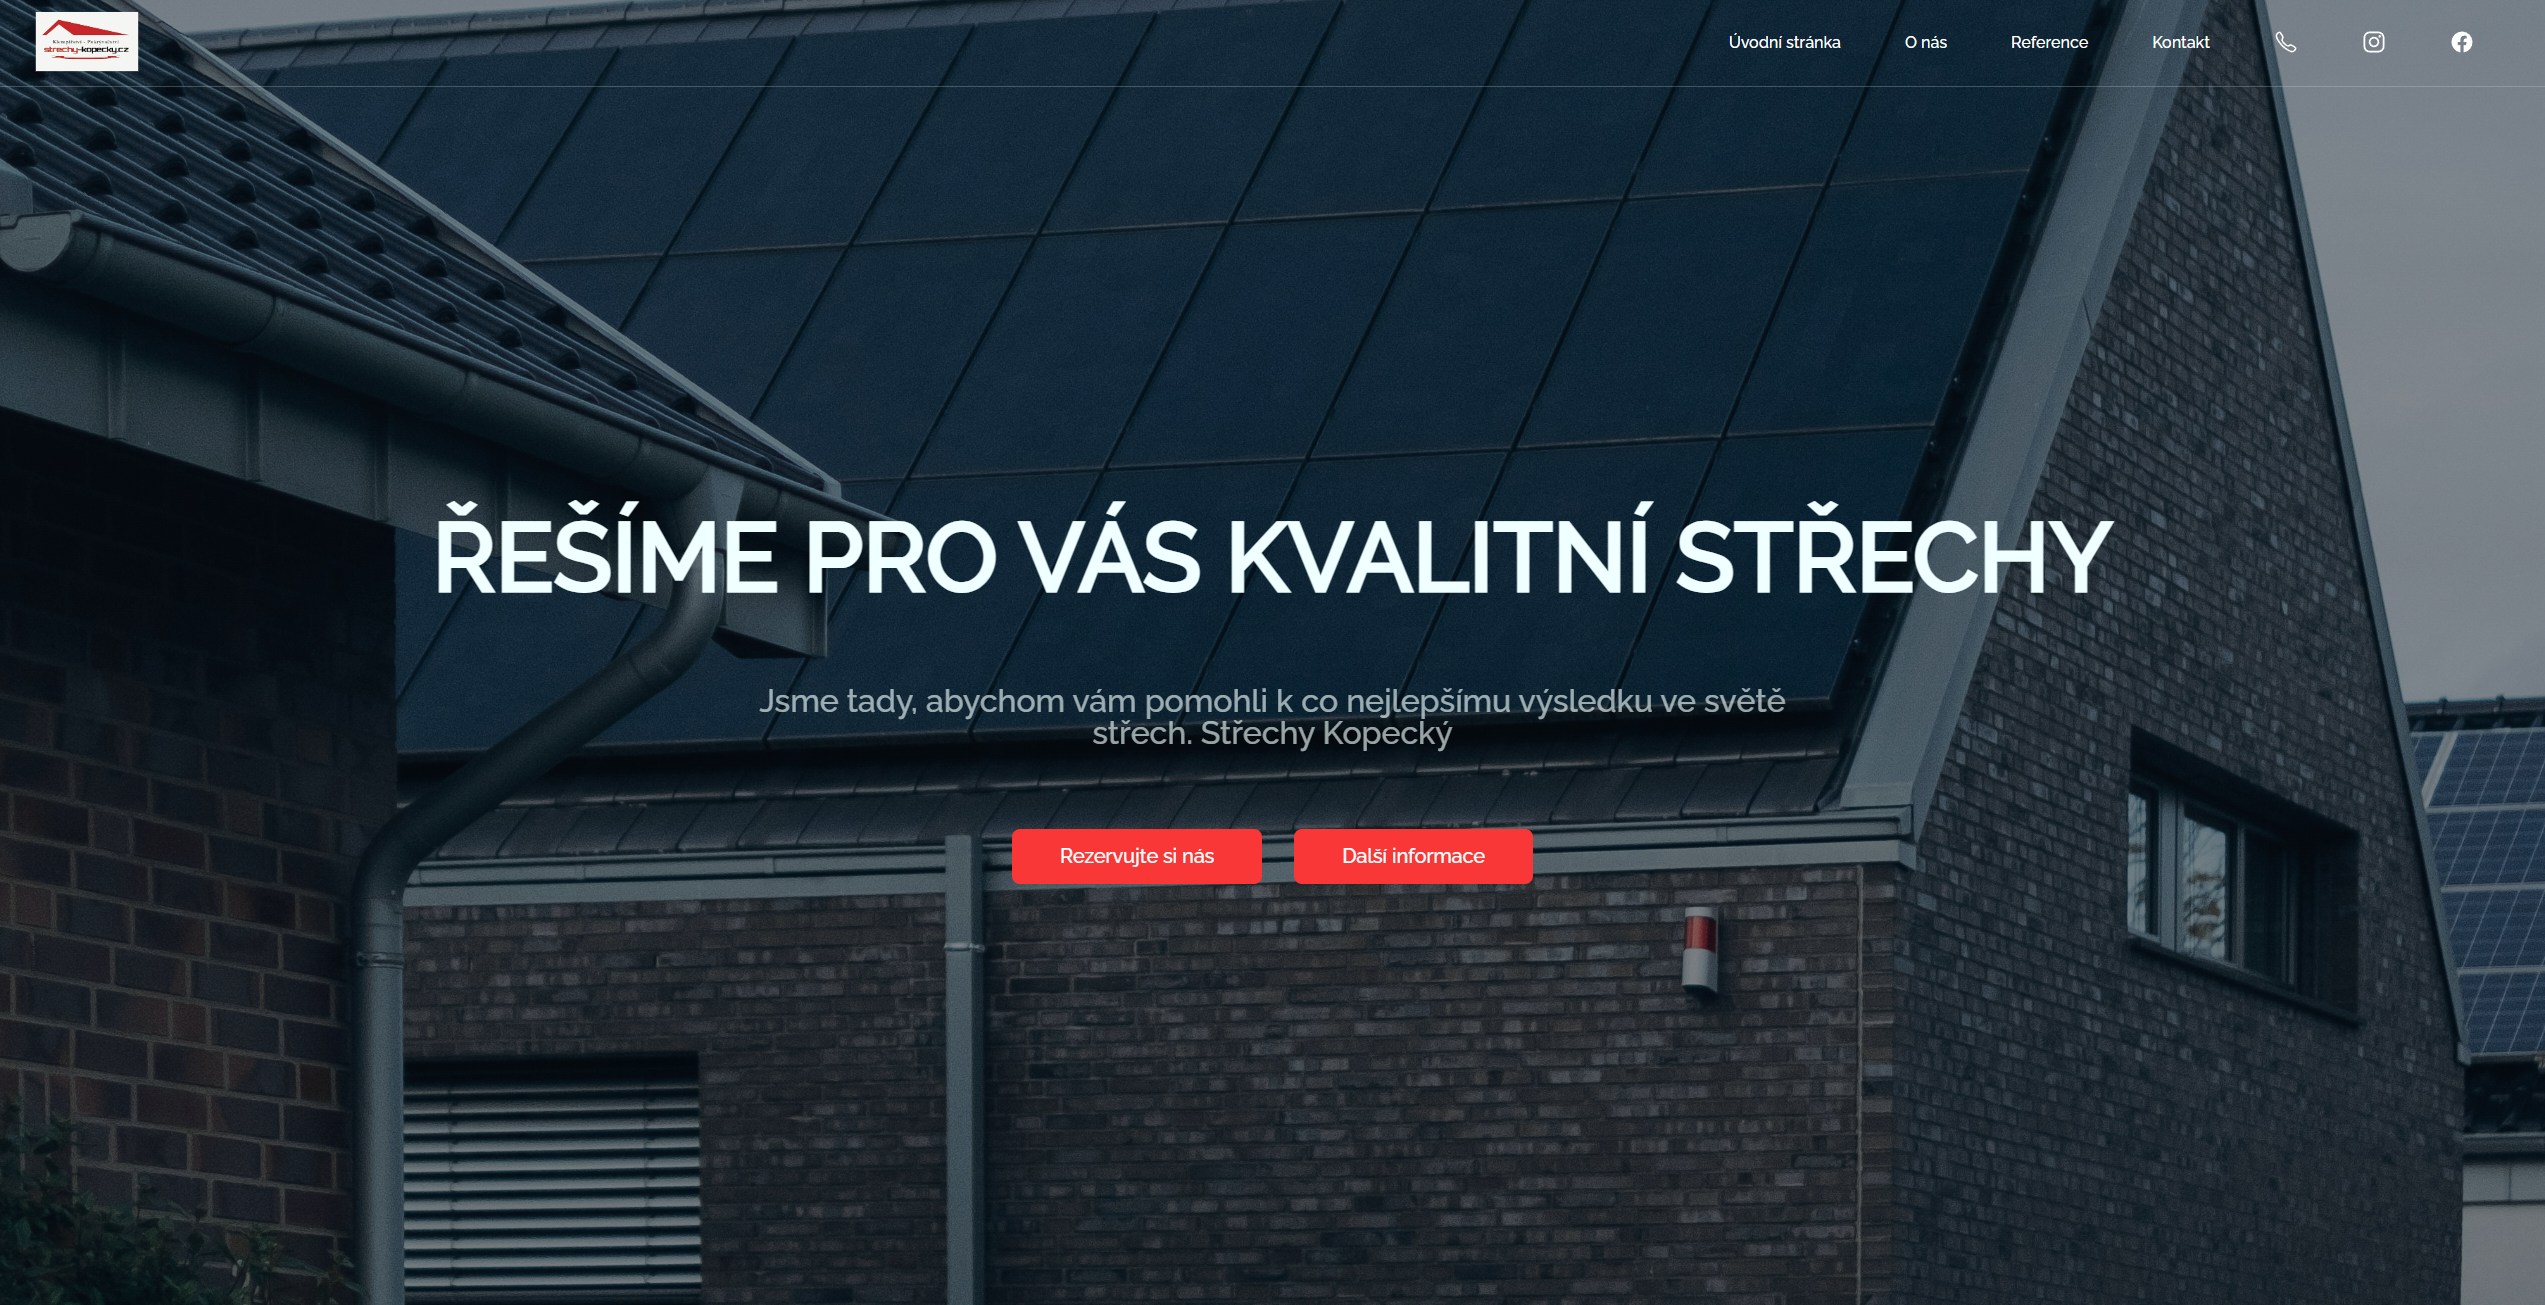 strechy-kopecky.cz
Úvodní stránka
O nás
Reference
Kontakt
ŘEŠÍME PRO VÁS KVALITNÍ STŘECHY
Jsme tady, abychom vám pomohli k co nejlepšímu výsledku ve světě
střech. Střechy Kopecký
Rezervujte si nás
Další informace